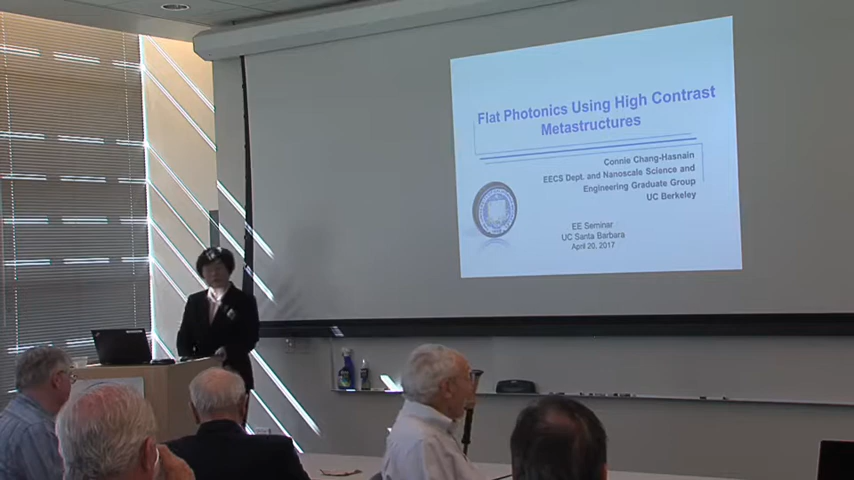 Flat Photonics Using High Contrast
Metastructures
Connie Chang-Hasnain
EECS Dept. and Nanoscale Science and
Engineering Graduate Group
UC Berkeley
EE Seminar
UC Santa Barbara
April 20, 2017